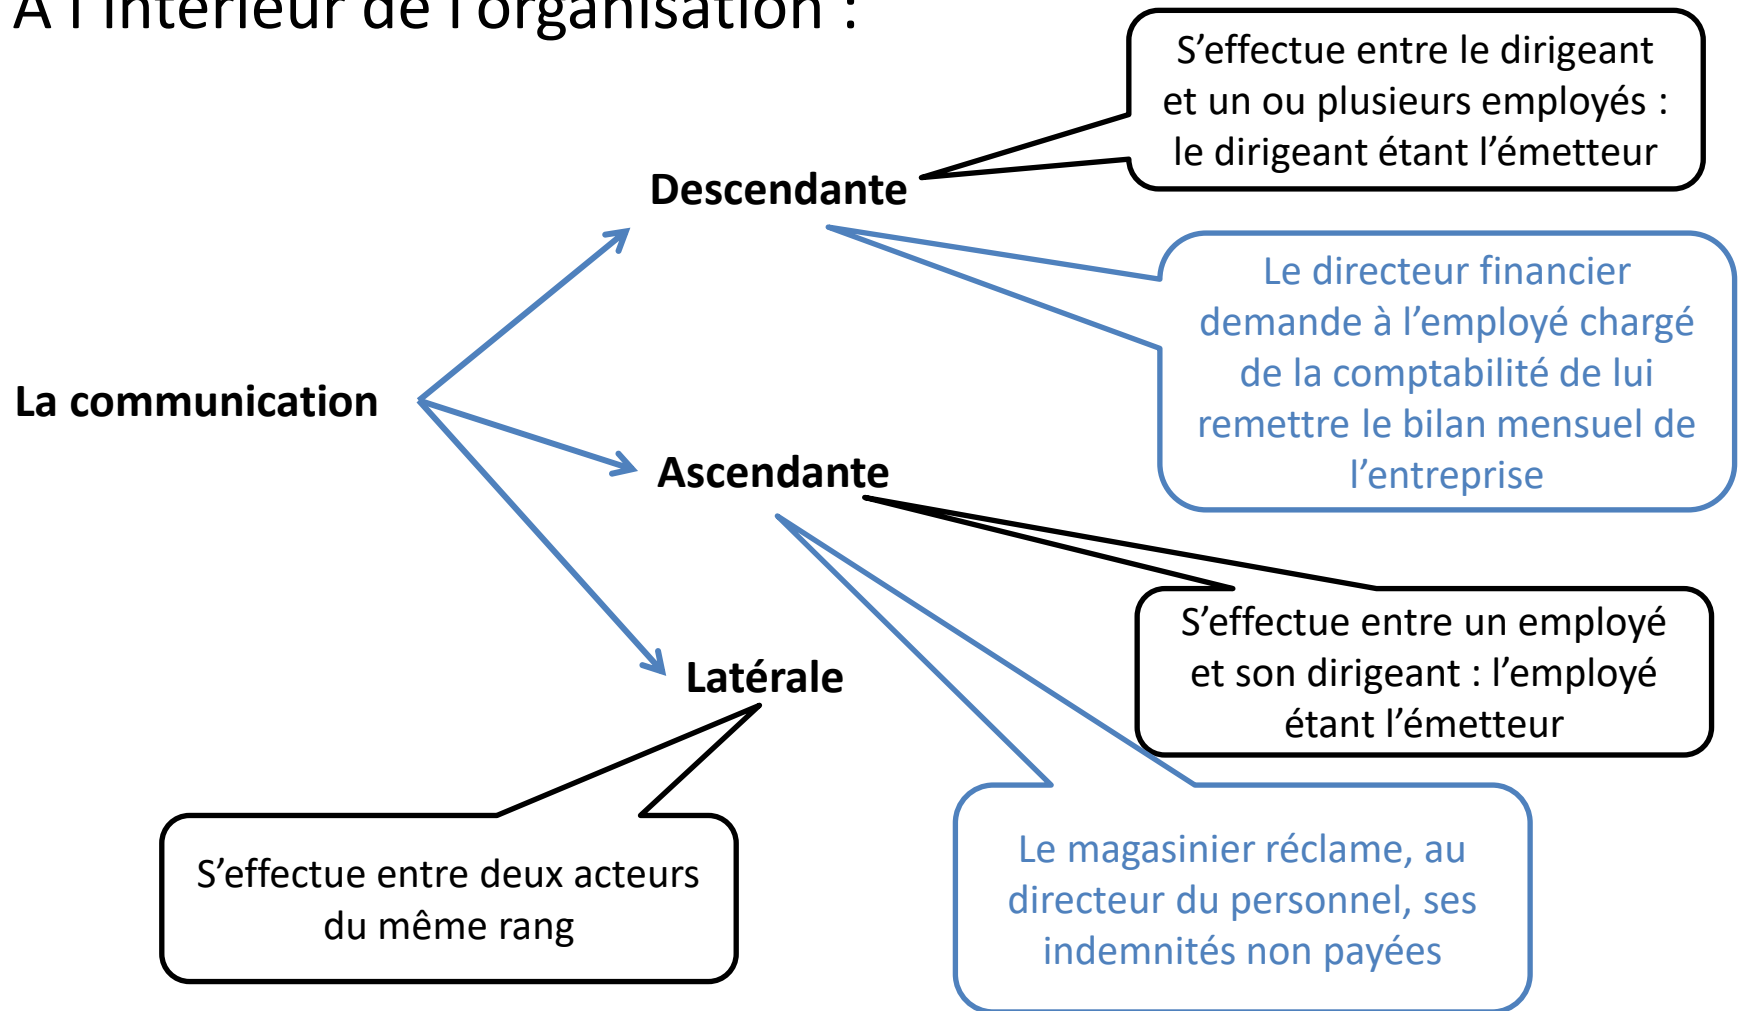 A l'intérieur de l'organisation :
S’effectue entre le dirigeant
et un ou plusieurs employés :
le dirigeant étant l’émetteur
Descendante
Le directeur financier
demande à l’employé chargé
de la comptabilité de lui
remettre le bilan mensuel de
l’entreprise
La communication
Ascendante
S’effectue entre un employé
et son dirigeant : l’employé
étant l’émetteur
Latérale
S’effectue entre deux acteurs
du même rang
Le magasinier réclame, au
directeur du personnel, ses
indemnités non payées